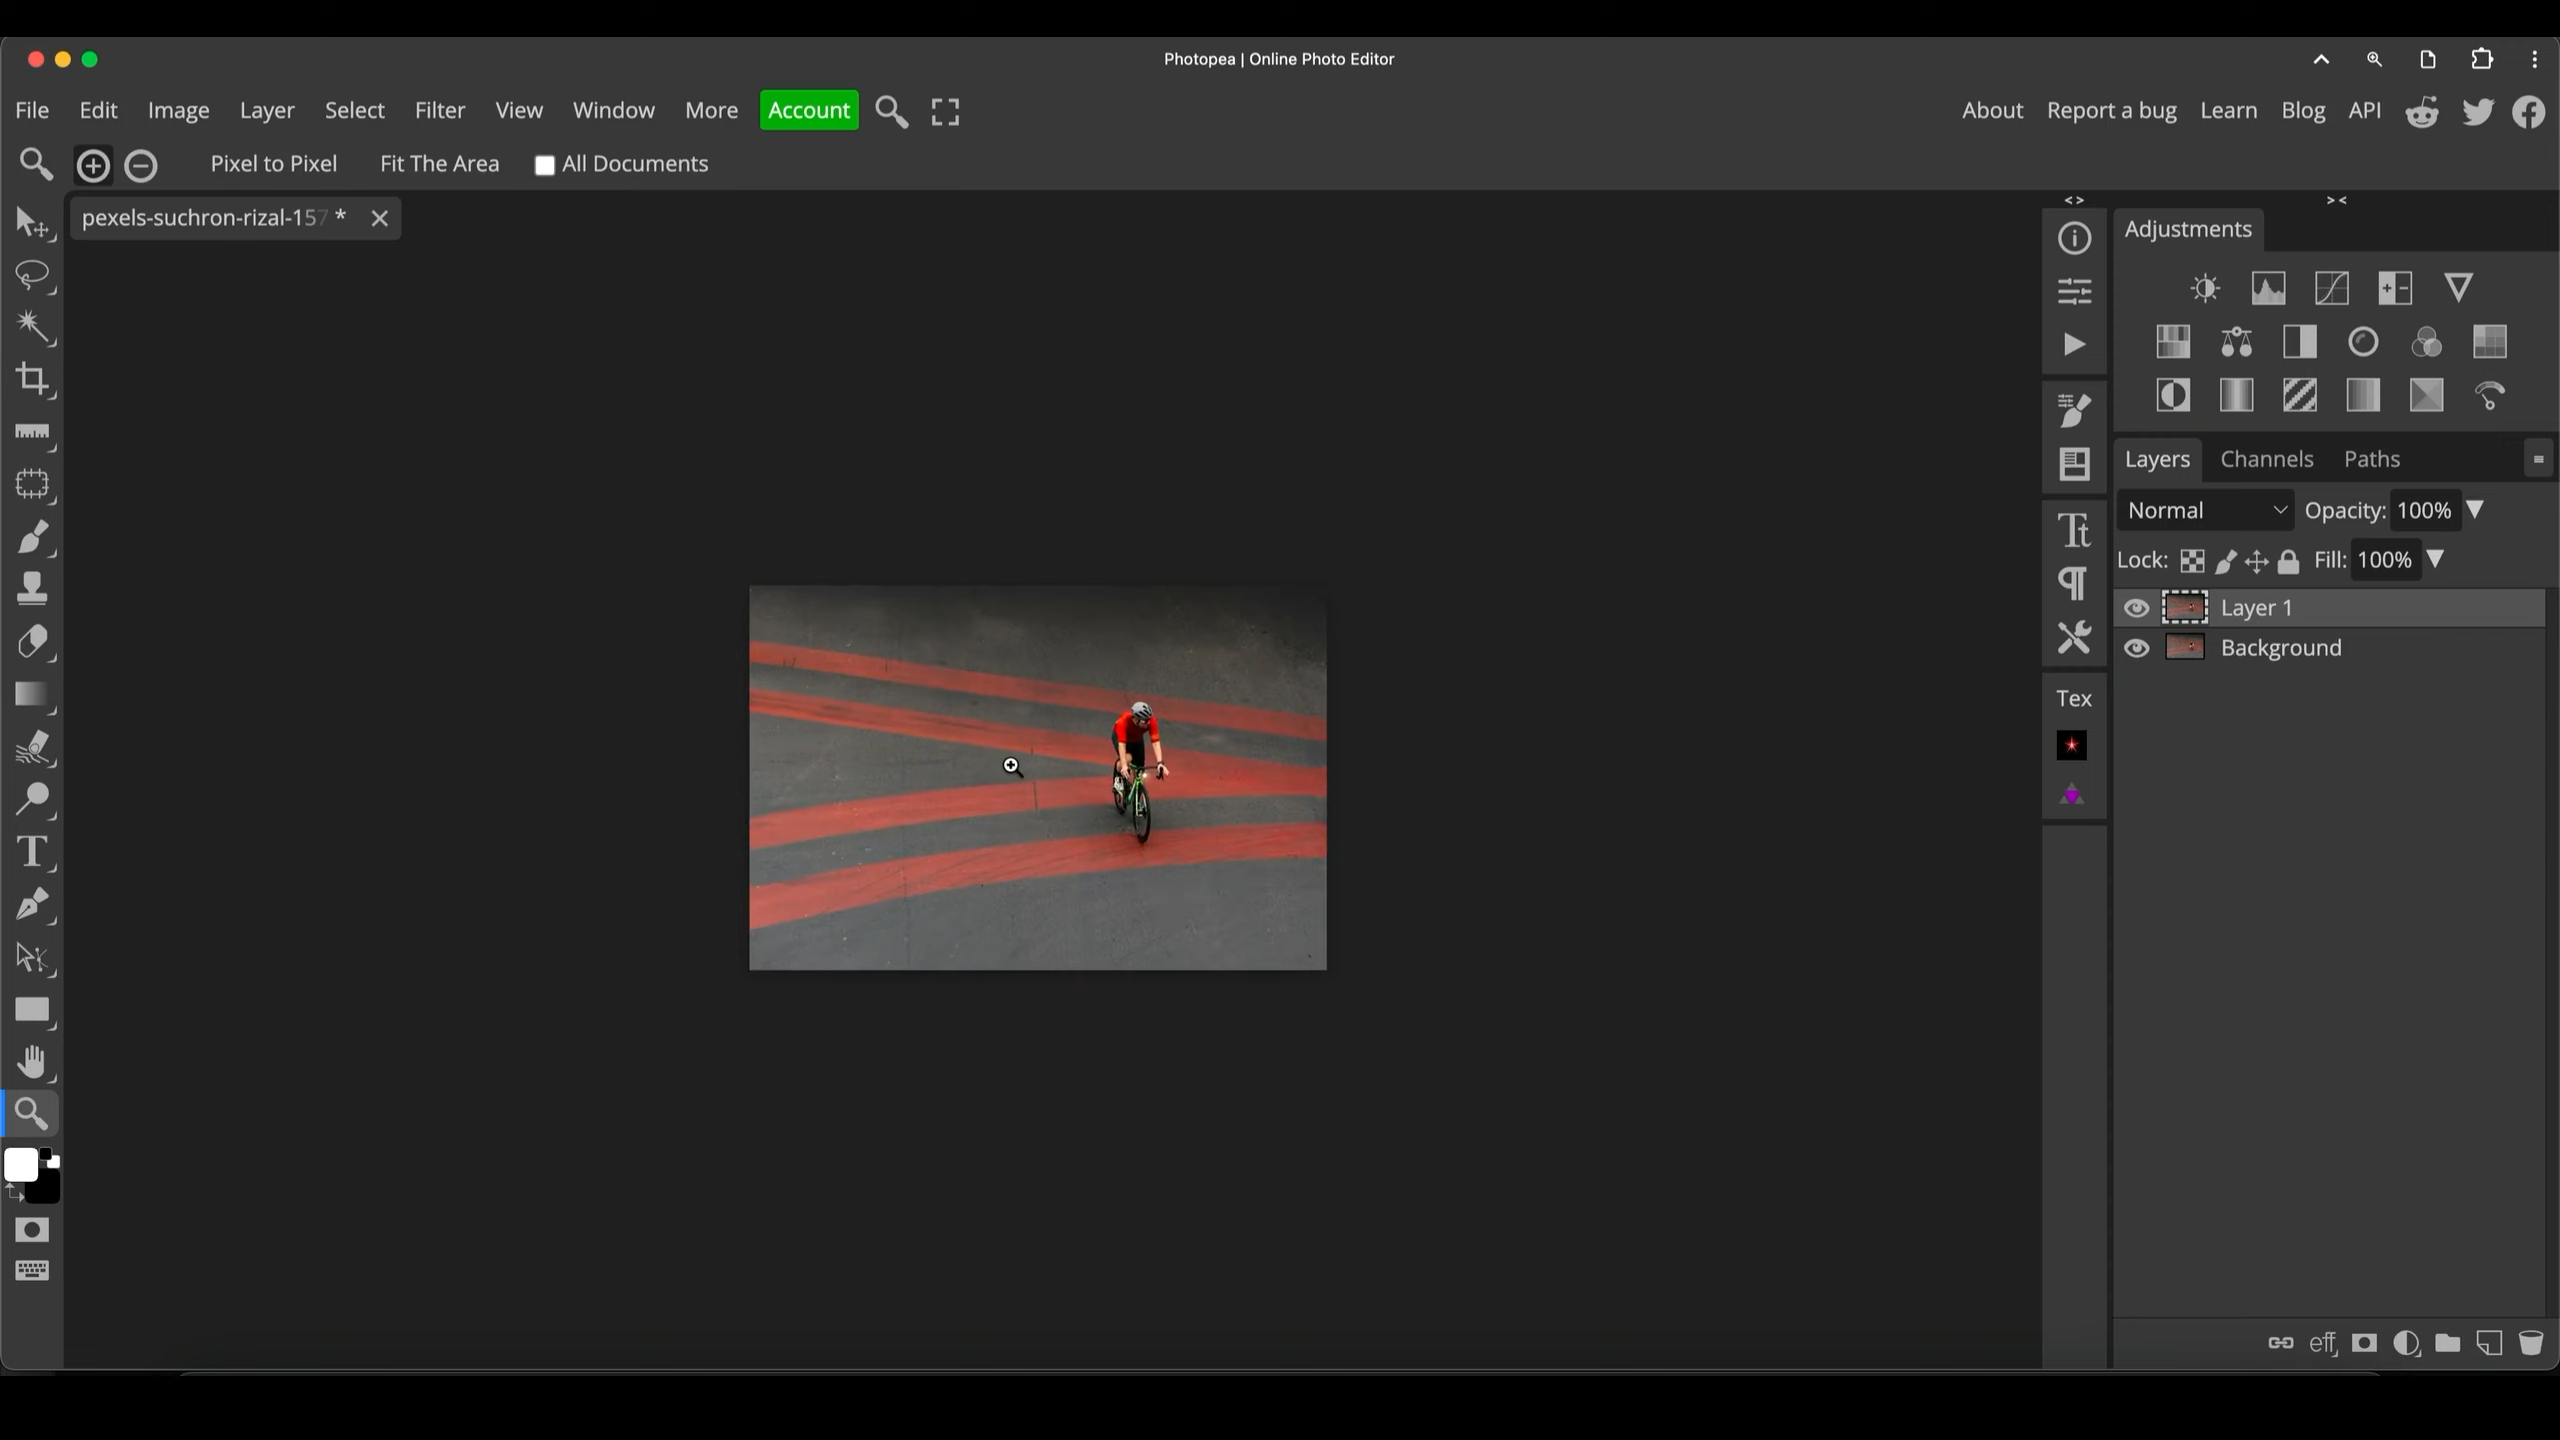 Photopea | Online Photo Editor
File Edit Image Layer Select Filter View Window More Account
About Report a bug Learn Blog API
Pixel to Pixel Fit The Area All Documents
pexels-suchron-rizal-157 *
Adjustments
Layers Channels Paths
Normal Opacity: 100%
Lock: Fill: 100%
Layer 1
Background
Tex
eff